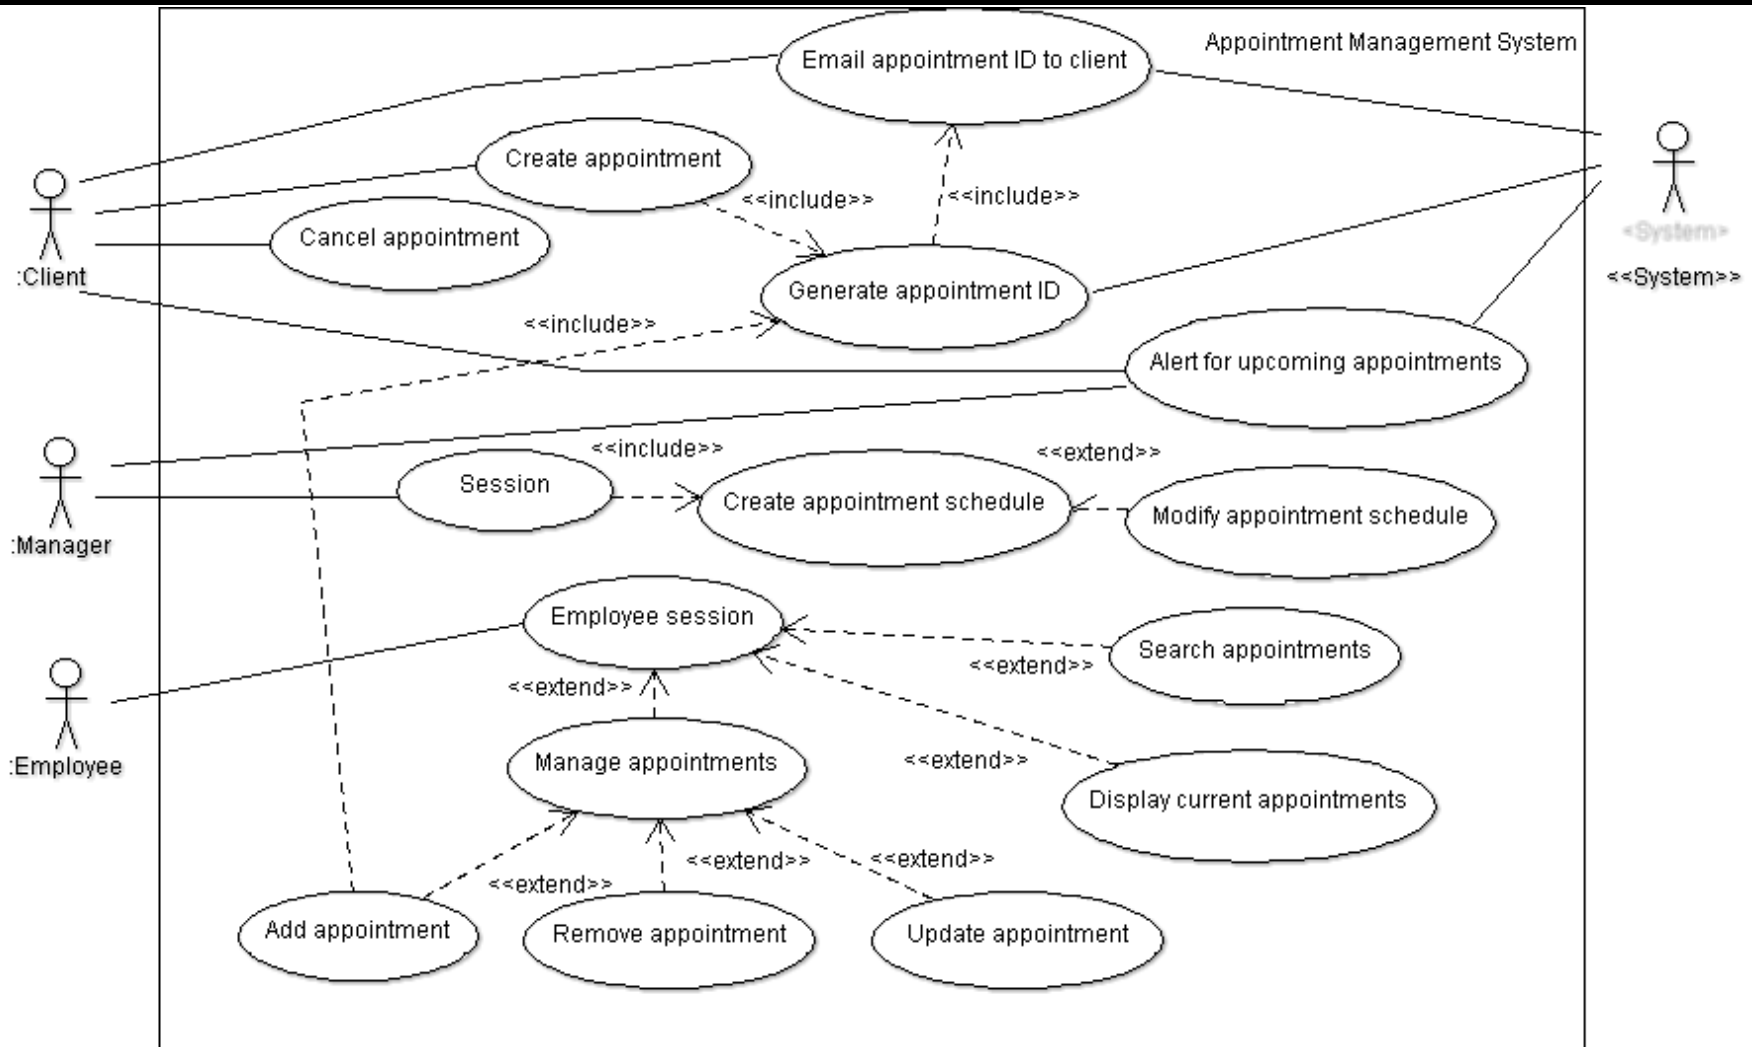 Appointment Management System
Email appointment ID to client
Create appointment
<<include>>
<<include>>
Cancel appointment
<System>
:Client
<<System>>
Generate appointment ID
<<include>>
Alert for upcoming appointments
<<include>>
<<extend>>
Session
Create appointment schedule
Modify appointment schedule
:Manager
Employee session
Search appointments
<<extend>>
<<extend>>
Manage appointments
<<extend>>
:Employee
Display current appointments
<<extend>>
<<extend>>
<<extend>>
Add appointment
Remove appointment
Update appointment